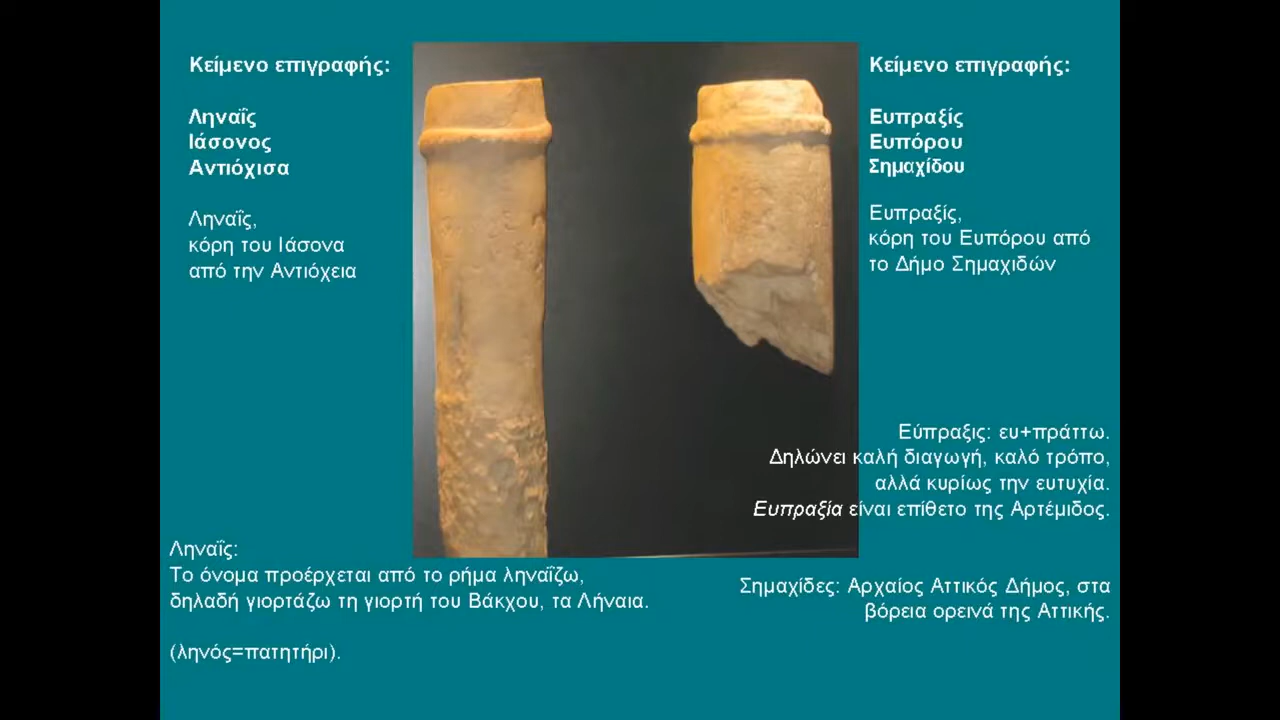 Κείμενο επιγραφής:
Ληναΐς
Ιάσονος
Αντιόχισα
Ληναΐς,
κόρη του Ιάσονα
από την Αντιόχεια
Κείμενο επιγραφής:
Ευπραξίς
Ευπόρου
Σημαχίδου
Ευπραξίς,
κόρη του Ευπόρου από
το Δήμο Σημαχιδών
Εύπραξις: ευ+πράττω.
Δηλώνει καλή διαγωγή, καλό τρόπο,
αλλά κυρίως την ευτυχία.
Ευπραξία είναι επίθετο της Αρτέμιδος.
Ληναΐς:
Το όνομα προέρχεται από το ρήμα ληναΐζω,
δηλαδή γιορτάζω τη γιορτή του Βάκχου, τα Λήναια.
(ληνός=πατητήρι).
Σημαχίδες: Αρχαίος Αττικός Δήμος, στα
βόρεια ορεινά της Αττικής.